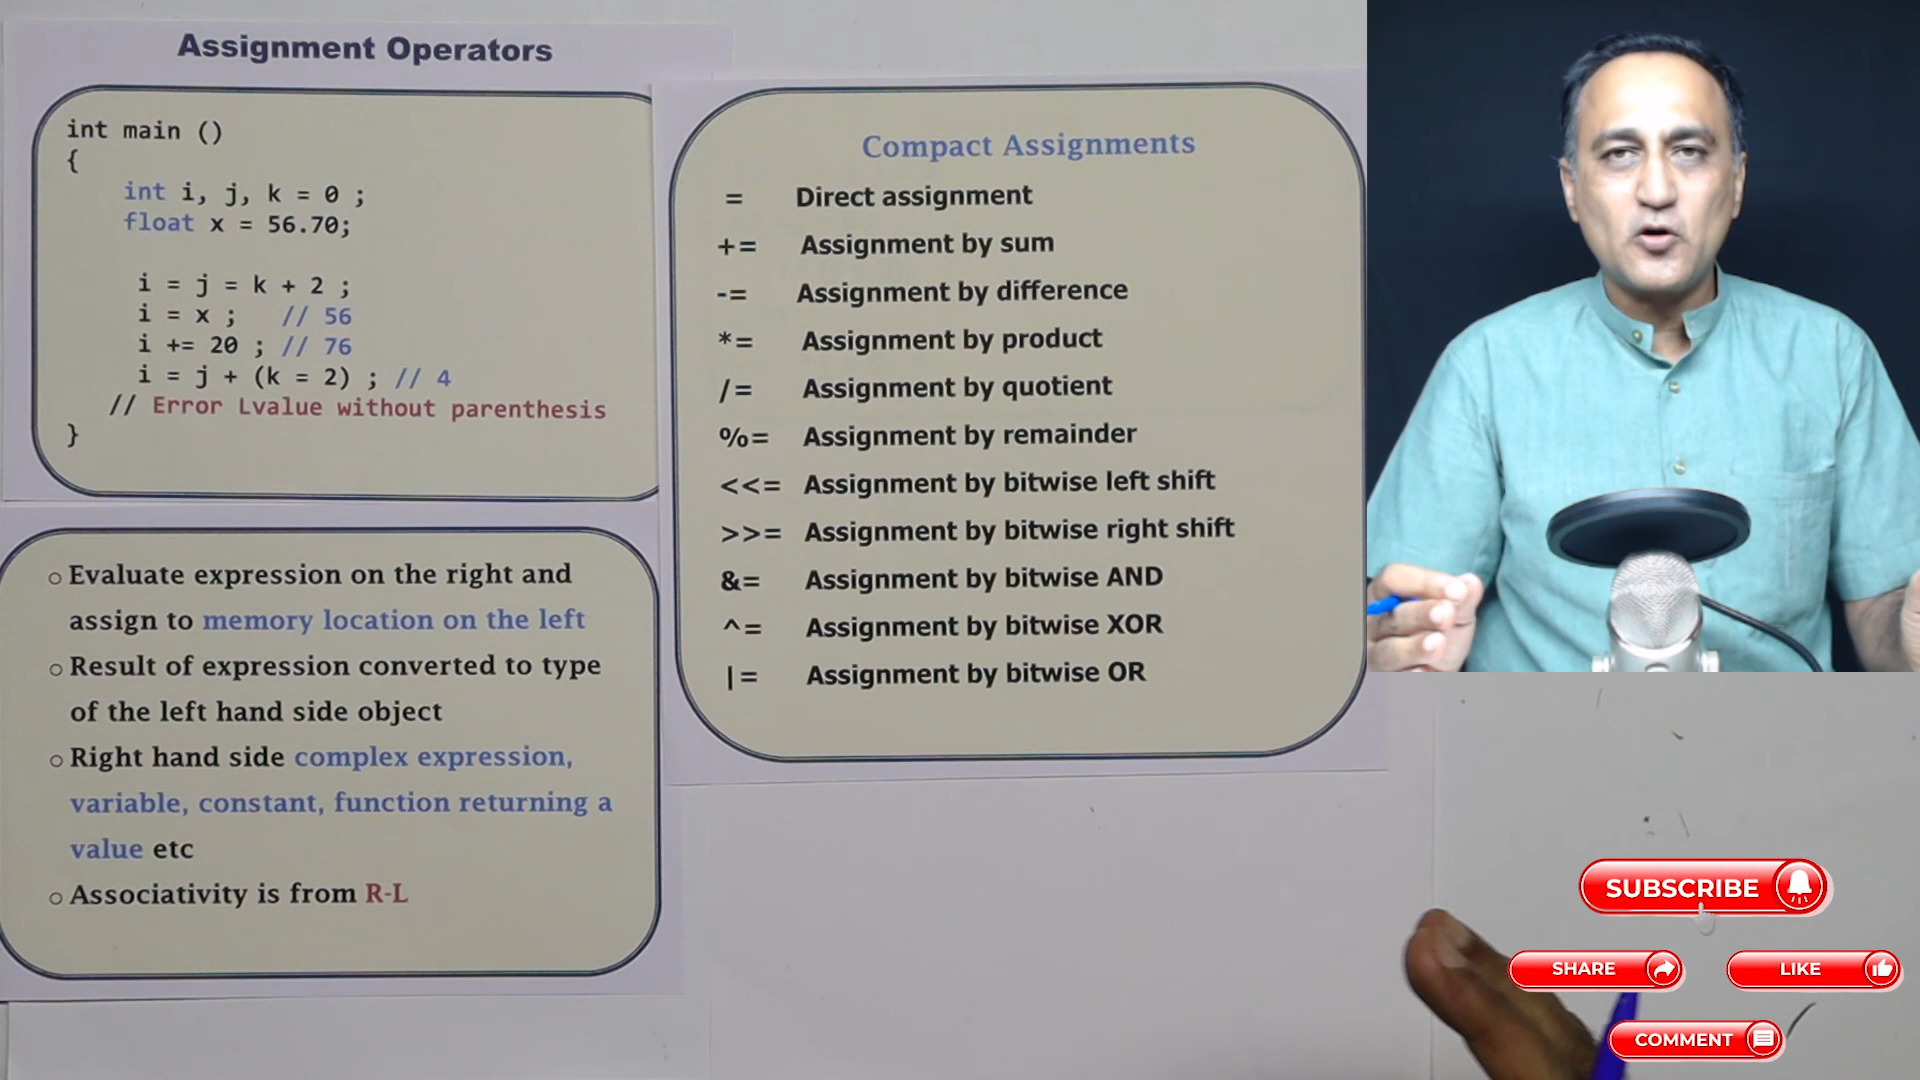 Assignment Operators
int main ()
{
int i, j, k = 0 ;
float x = 56.70;
i = j = k + 2 ;
i = x ; // 56
i += 20 ; // 76
i = j + (k = 2) ; // 4
// Error Lvalue without parenthesis
}
○ Evaluate expression on the right and
assign to memory location on the left
○ Result of expression converted to type
of the left hand side object
○ Right hand side complex expression,
variable, constant, function returning a
value etc
○ Associativity is from R-L
Compact Assignments
= Direct assignment
+= Assignment by sum
-= Assignment by difference
*= Assignment by product
/= Assignment by quotient
%= Assignment by remainder
<<= Assignment by bitwise left shift
>>= Assignment by bitwise right shift
&= Assignment by bitwise AND
^= Assignment by bitwise XOR
|= Assignment by bitwise OR
SUBSCRIBE
SHARE
LIKE
COMMENT